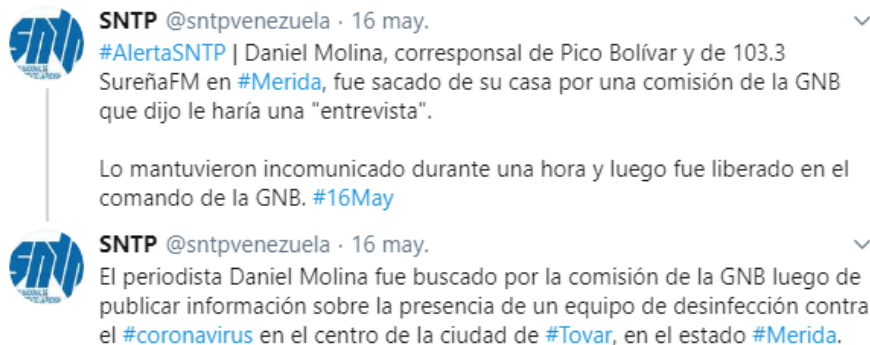 SNTP @sntpvenezuela · 16 may.
#AlertaSNTP | Daniel Molina, corresponsal de Pico Bolívar y de 103.3
SureñaFM en #Merida, fue sacado de su casa por una comisión de la GNB
que dijo le haría una "entrevista".
Lo mantuvieron incomunicado durante una hora y luego fue liberado en el
comando de la GNB. #16May
SNTP @sntpvenezuela · 16 may.
El periodista Daniel Molina fue buscado por la comisión de la GNB luego de
publicar información sobre la presencia de un equipo de desinfección contra
el #coronavirus en el centro de la ciudad de #Tovar, en el estado #Merida.